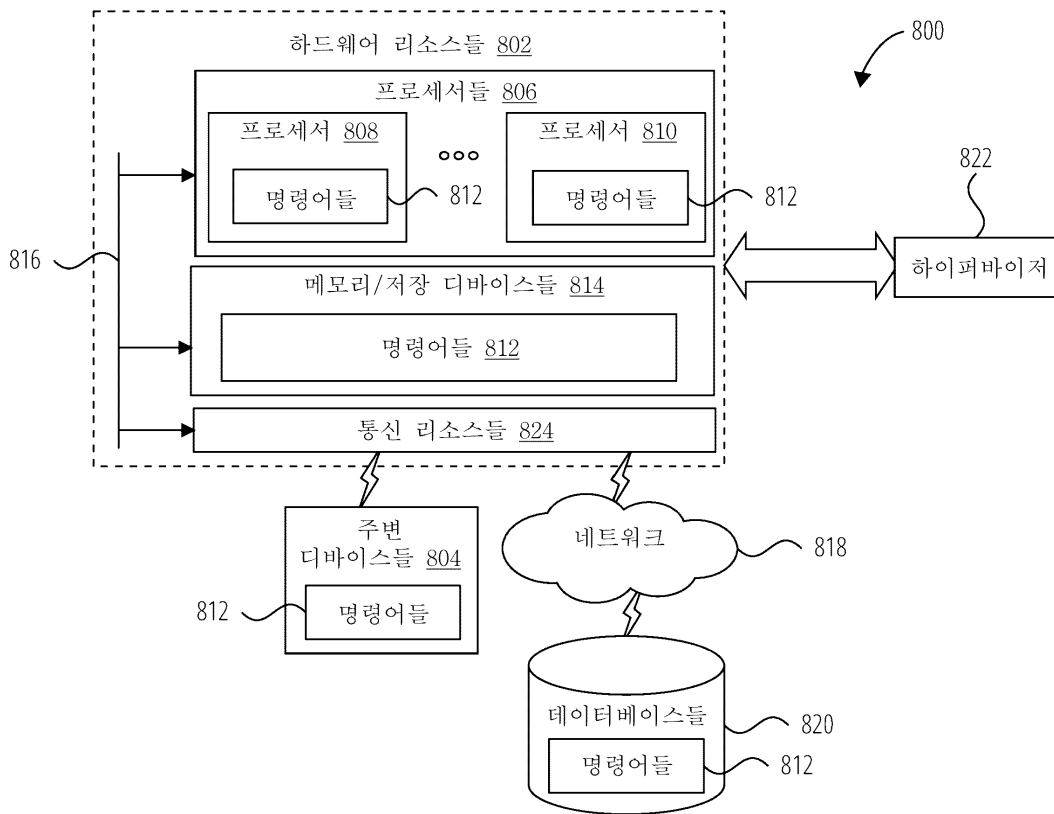 800
하드웨어 리소스들 802
프로세서들 806
프로세서 808
프로세서 810
명령어들
812
명령어들
812
822
하이퍼바이저
816
메모리/저장 디바이스들 814
명령어들 812
통신 리소스들 824
주변
디바이스들 804
812
명령어들
네트워크
818
데이터베이스들
820
명령어들
812